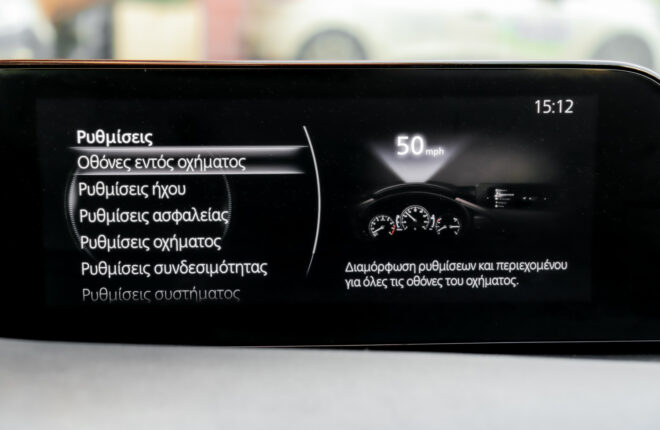 15:12
Ρυθμίσεις
Οθόνες εντός οχήματος
Ρυθμίσεις ήχου
Ρυθμίσεις ασφαλείας
Ρυθμίσεις οχήματος
Ρυθμίσεις συνδεσιμότητας
Ρυθμίσεις συστήματος
50 mph
Διαμόρφωση ρυθμίσεων και περιεχομένου
για όλες τις οθόνες του οχήματος.